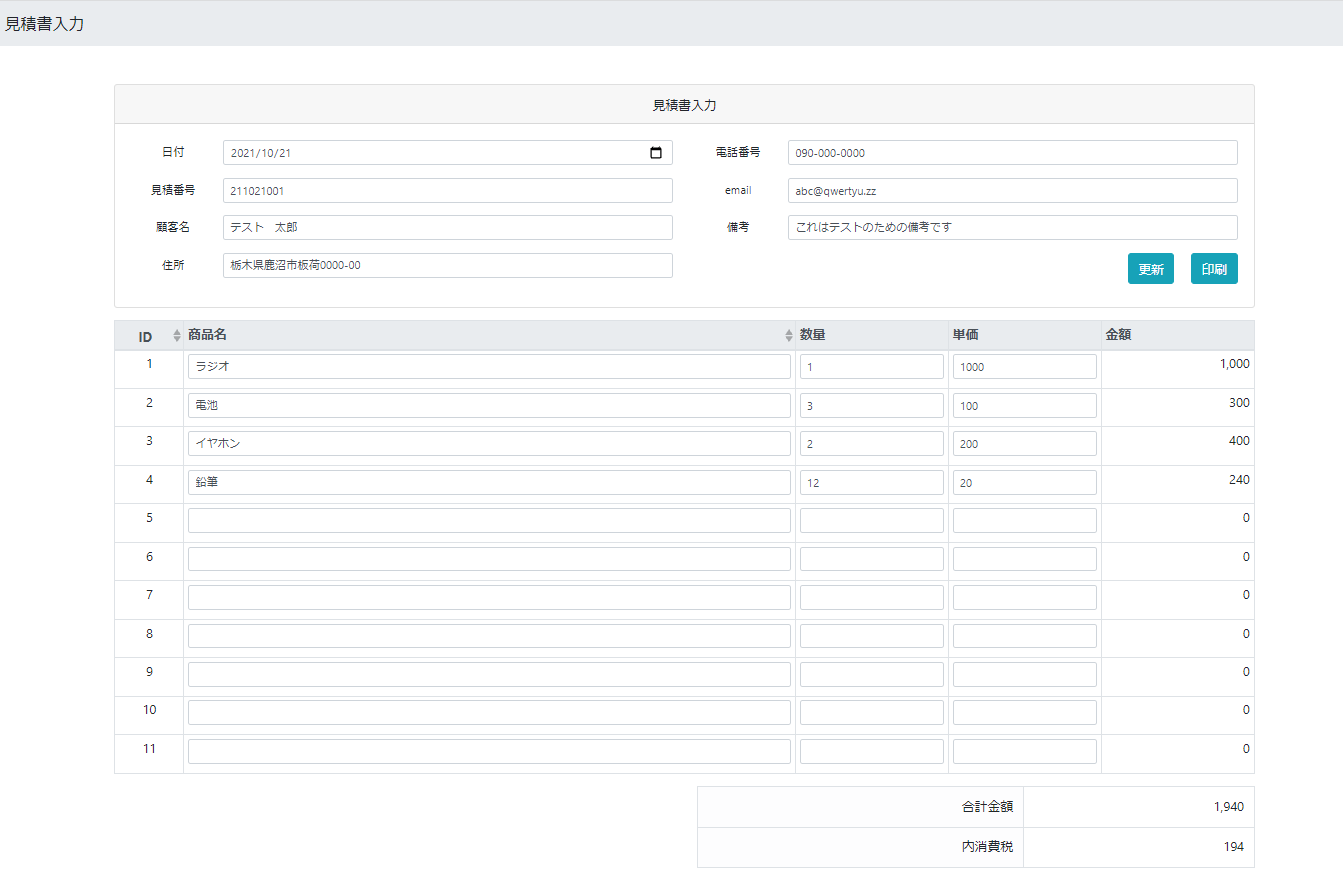 見積書入力
見積書入力
日付 2021/10/21 電話番号 090-000-0000
見積番号 211021001 email abc@qwertyu.zz
顧客名 テスト　太郎 備考 これはテストのための備考です
住所 栃木県鹿沼市板荷0000-00 更新 印刷
ID 商品名 数量 単価 金額
1 ラジオ 1 1000 1,000
2 電池 3 100 300
3 イヤホン 2 200 400
4 鉛筆 12 20 240
5 0
6 0
7 0
8 0
9 0
10 0
11 0
合計金額 1,940
内消費税 194